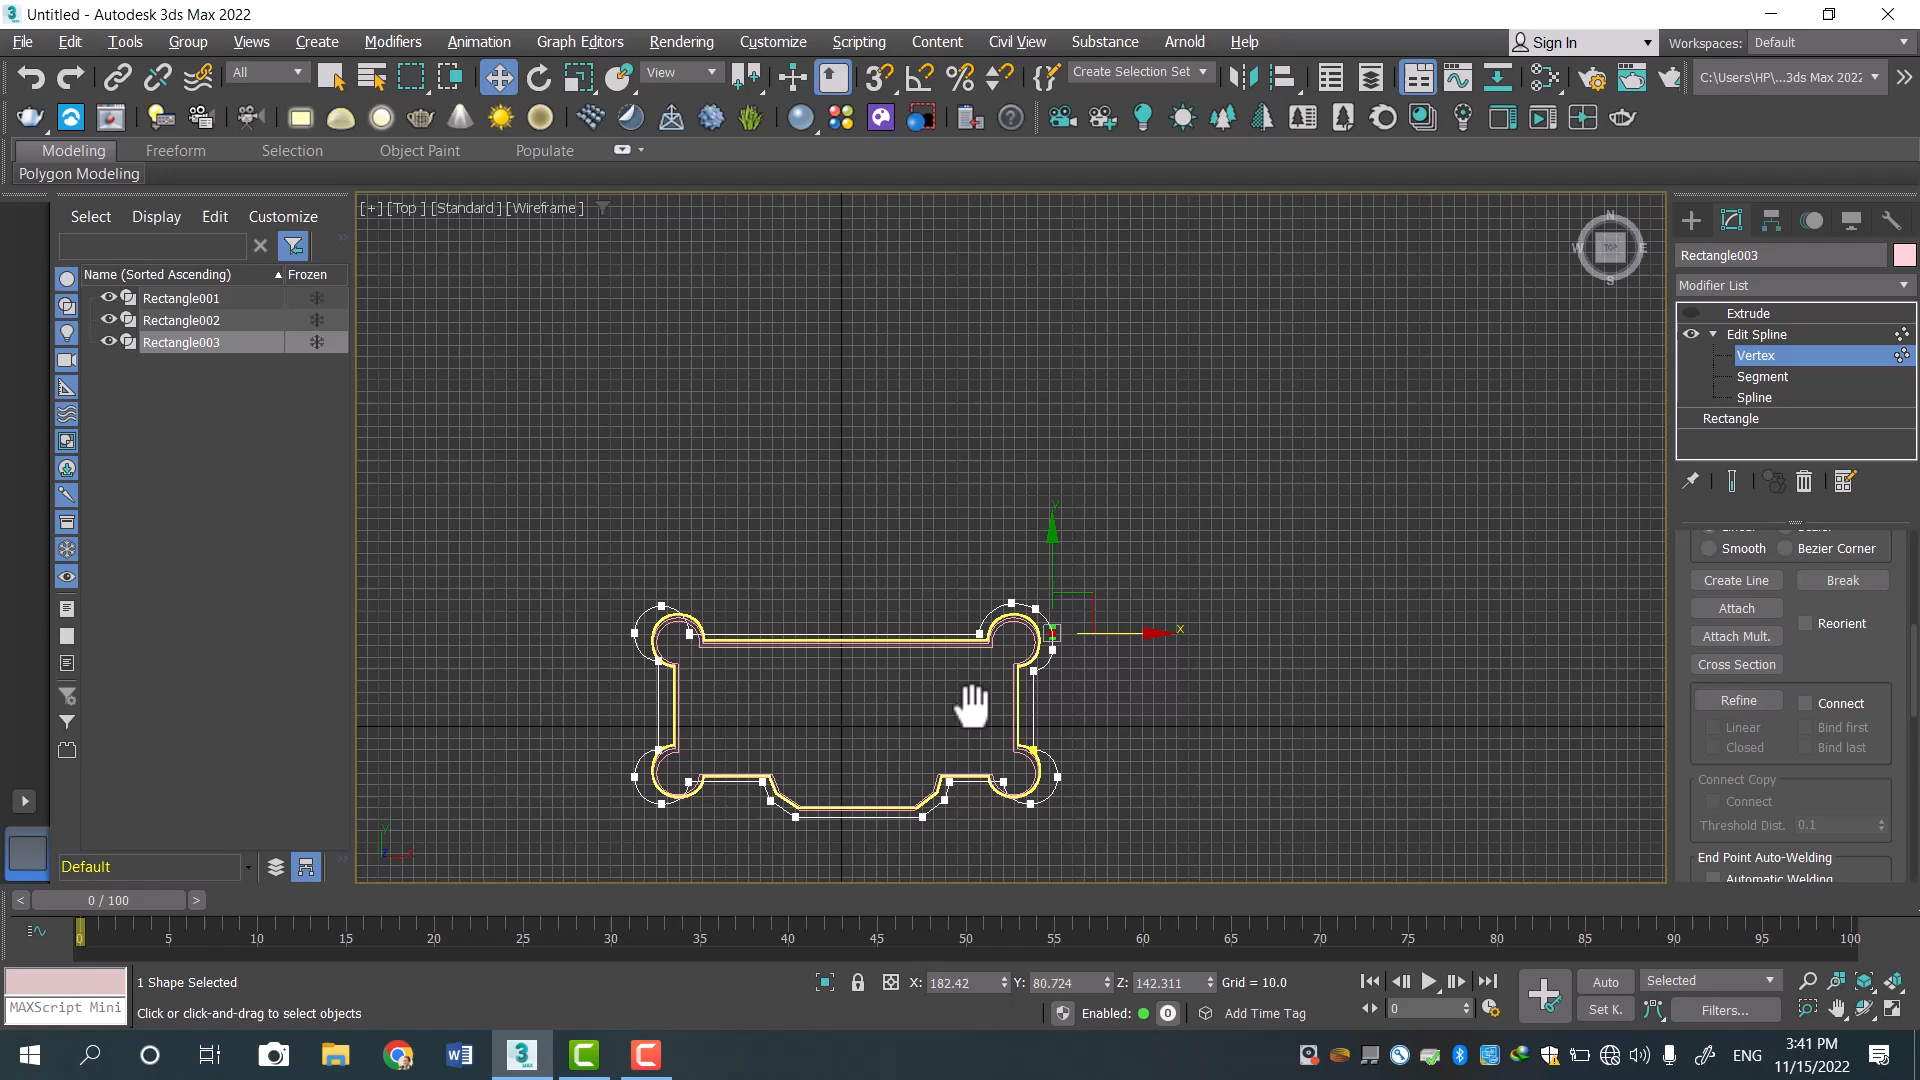 Untitled - Autodesk 3ds Max 2022
File Edit Tools Group Views Create Modifiers Animation Graph Editors Rendering Customize Scripting Content Civil View Substance Arnold Help
Sign In Workspaces: Default
All View Create Selection Set C:\Users\HP\...3ds Max 2022
Modeling Freeform Selection Object Paint Populate
Polygon Modeling
Select Display Edit Customize
Name (Sorted Ascending) Frozen
Rectangle001
Rectangle002
Rectangle003
Default
[+] [Top ] [Standard ] [Wireframe ]
N
W TOP E
S
y
x
Rectangle003
Modifier List
Extrude
Edit Spline
Vertex
Segment
Spline
Rectangle
Smooth Bezier Corner
Create Line Break
Attach
Attach Mult. Reorient
Cross Section
Refine Connect
Linear Bind first
Closed Bind last
Connect Copy
Connect
Threshold Dist. 0.1
End Point Auto-Welding
Automatic Welding
< 0 / 100 >
0 5 10 15 20 25 30 35 40 45 50 55 60 65 70 75 80 85 90 95 100
1 Shape Selected X: 182.42 Y: 80.724 Z: 142.311 Grid = 10.0 Auto Selected
MAXScript Mini Click or click-and-drag to select objects Enabled: 0 Add Time Tag 0 Set K. Filters...
3 MAX ENG 3:41 PM
11/15/2022